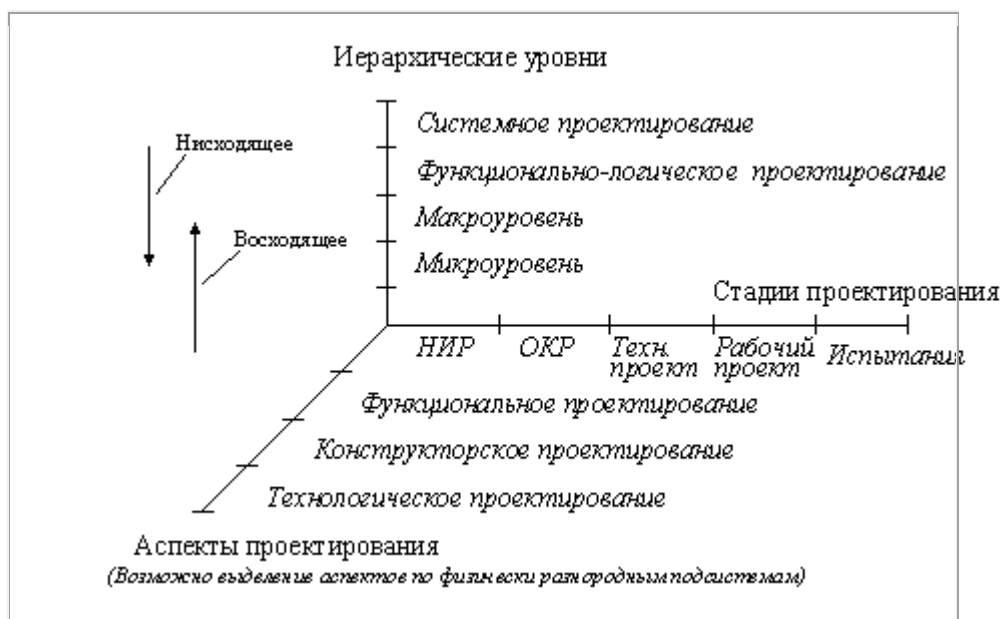 Иерархические уровни
Системное проектирование
Нисходящее
Функционально-логическое проектирование
Макроуровень
Восходящее
Микроуровень
Стадии проектирования
НИР ОКР Техн. проект Рабочий проект Испытания
Функциональное проектирование
Конструкторское проектирование
Технологическое проектирование
Аспекты проектирования
(Возможно выделение аспектов по физически разнородным подсистемам)